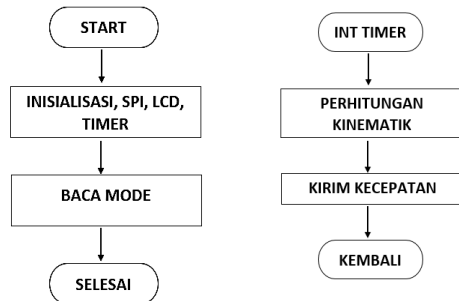 START
INISIALISASI, SPI, LCD,
TIMER
BACA MODE
SELESAI
INT TIMER
PERHITUNGAN
KINEMATIK
KIRIM KECEPATAN
KEMBALI